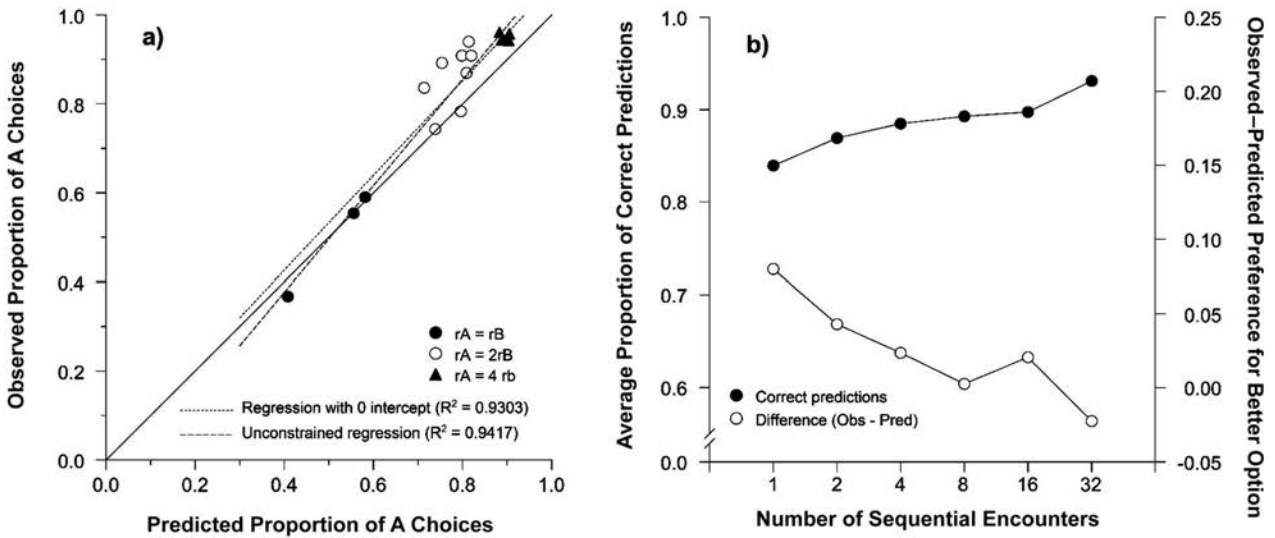 a)
Observed Proportion of A Choices
1.0
0.8
0.6
0.4
0.2
0.0
rA = rB
rA = 2rB
rA = 4 rb
Regression with 0 intercept (R² = 0.9303)
Unconstrained regression (R² = 0.9417)
0.0 0.2 0.4 0.6 0.8 1.0
Predicted Proportion of A Choices
b)
Average Proportion of Correct Predictions
1.0
0.9
0.8
0.7
0.6
0.0
Correct predictions
Difference (Obs - Pred)
1 2 4 8 16 32
Number of Sequential Encounters
0.25
0.20
0.15
0.10
0.05
0.00
-0.05
Observed–Predicted Preference for Better Option